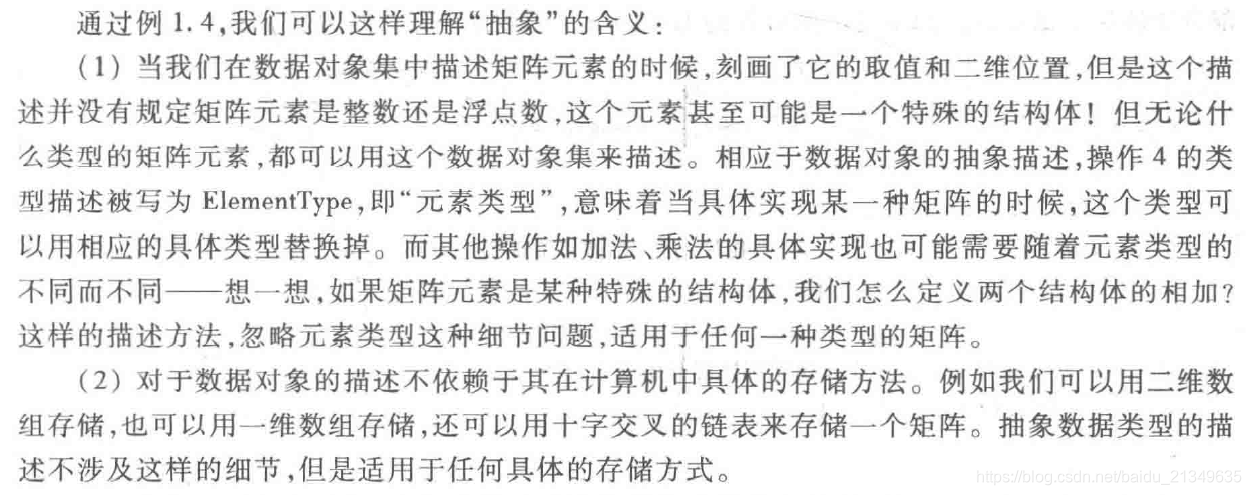 通过例 1.4,我们可以这样理解“抽象”的含义:
(1) 当我们在数据对象集中描述矩阵元素的时候,刻画了它的取值和二维位置,但是这个描
述并没有规定矩阵元素是整数还是浮点数,这个元素甚至可能是一个特殊的结构体! 但无论什
么类型的矩阵元素,都可以用这个数据对象集来描述。相应于数据对象的抽象描述,操作 4 的类
型描述被写为 ElementType,即“元素类型”,意味着当具体实现某一种矩阵的时候,这个类型可
以用相应的具体类型替换掉。而其他操作如加法、乘法的具体实现也可能需要随着元素类型的
不同而不同——想一想,如果矩阵元素是某种特殊的结构体,我们怎么定义两个结构体的相加?
这样的描述方法,忽略元素类型这种细节问题,适用于任何一种类型的矩阵。
(2) 对于数据对象的描述不依赖于其在计算机中具体的存储方法。例如我们可以用二维数
组存储,也可以用一维数组存储,还可以用十字交叉的链表来存储一个矩阵。抽象数据类型的描
述不涉及这样的细节,但是适用于任何具体的存储方式。
https://blog.csdn.net/baidu_21349635